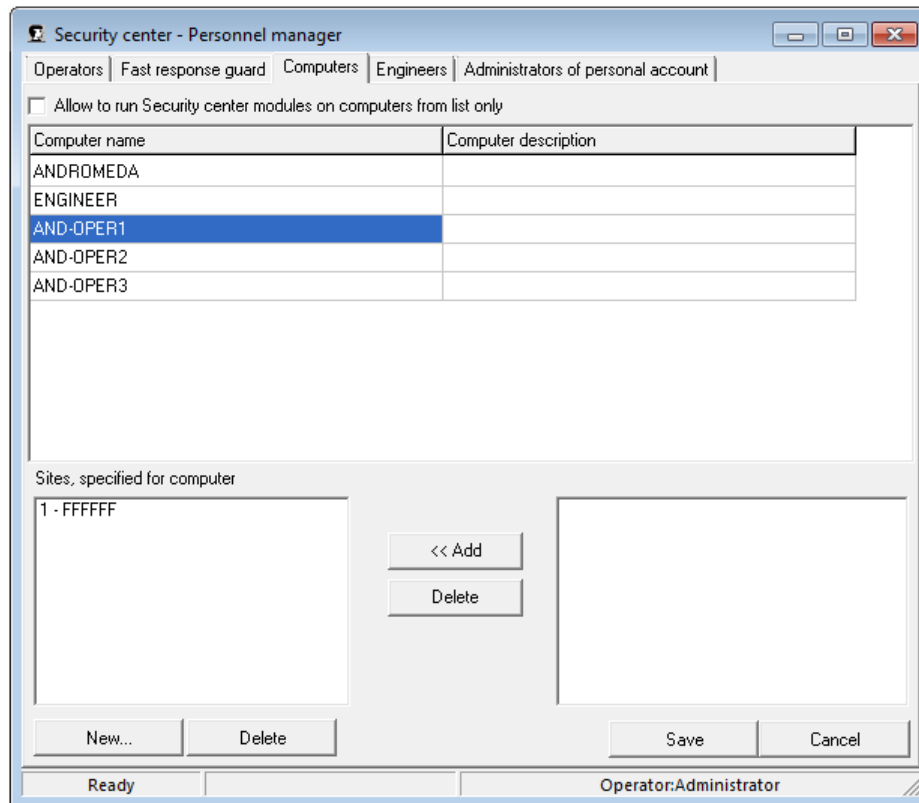 Security center - Personnel manager
Operators Fast response guard Computers Engineers Administrators of personal account
Allow to run Security center modules on computers from list only
Computer name Computer description
ANDROMEDA
ENGINEER
AND-OPER1
AND-OPER2
AND-OPER3
Sites, specified for computer
1 - FFFFFF
<< Add
Delete
New... Delete Save Cancel
Ready Operator:Administrator